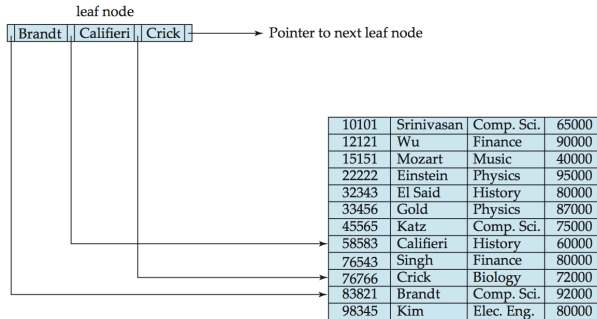 leaf node
Brandt Califieri Crick Pointer to next leaf node
10101 Srinivasan Comp. Sci. 65000
12121 Wu Finance 90000
15151 Mozart Music 40000
22222 Einstein Physics 95000
32343 El Said History 80000
33456 Gold Physics 87000
45565 Katz Comp. Sci. 75000
58583 Califieri History 60000
76543 Singh Finance 80000
76766 Crick Biology 72000
83821 Brandt Comp. Sci. 92000
98345 Kim Elec. Eng. 80000